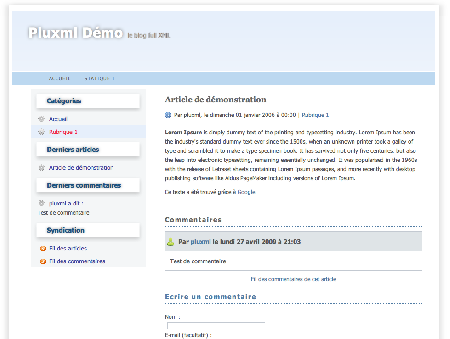 Pluxml Démo le blog full XML
ACCUEIL STATIQUE 1
Catégories
Accueil
Rubrique 1
Derniers articles
Article de démonstration
Derniers commentaires
pluxml a dit :
Test de commentaire
Syndication
Fil des articles
Fil des commentaires
Article de démonstration
Par pluxml, le dimanche 01 janvier 2006 à 00:00 | Rubrique 1
Lorem Ipsum is simply dummy text of the printing and typesetting industry. Lorem Ipsum has been
the industry's standard dummy text ever since the 1500s, when an unknown printer took a galley of
type and scrambled it to make a type specimen book. It has survived not only five centuries, but also
the leap into electronic typesetting, remaining essentially unchanged. It was popularised in the 1960s
with the release of Letraset sheets containing Lorem Ipsum passages, and more recently with desktop
publishing software like Aldus PageMaker including versions of Lorem Ipsum.
Ce texte a été trouvé grâce à Google
Commentaires
Par pluxml le lundi 27 avril 2009 à 21:03
Test de commentaire
Fil des commentaires de cet article
Ecrire un commentaire
Nom :
E-mail (facultatif) :